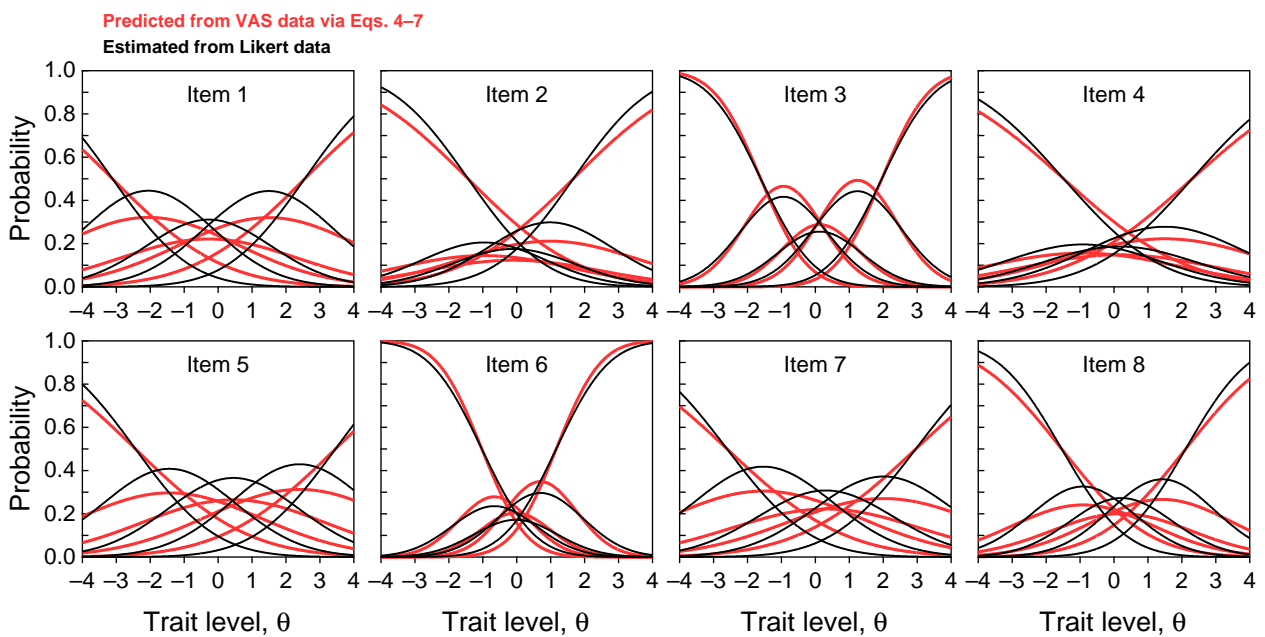 Predicted from VAS data via Eqs. 4–7
Estimated from Likert data
Item 1
Item 2
Item 3
Item 4
Probability
1.0
0.8
0.6
0.4
0.2
0.0
–4 –3 –2 –1 0 1 2 3 4
–4 –3 –2 –1 0 1 2 3 4
–4 –3 –2 –1 0 1 2 3 4
–4 –3 –2 –1 0 1 2 3 4
Item 5
Item 6
Item 7
Item 8
Probability
1.0
0.8
0.6
0.4
0.2
0.0
–4 –3 –2 –1 0 1 2 3 4
–4 –3 –2 –1 0 1 2 3 4
–4 –3 –2 –1 0 1 2 3 4
–4 –3 –2 –1 0 1 2 3 4
Trait level, θ
Trait level, θ
Trait level, θ
Trait level, θ